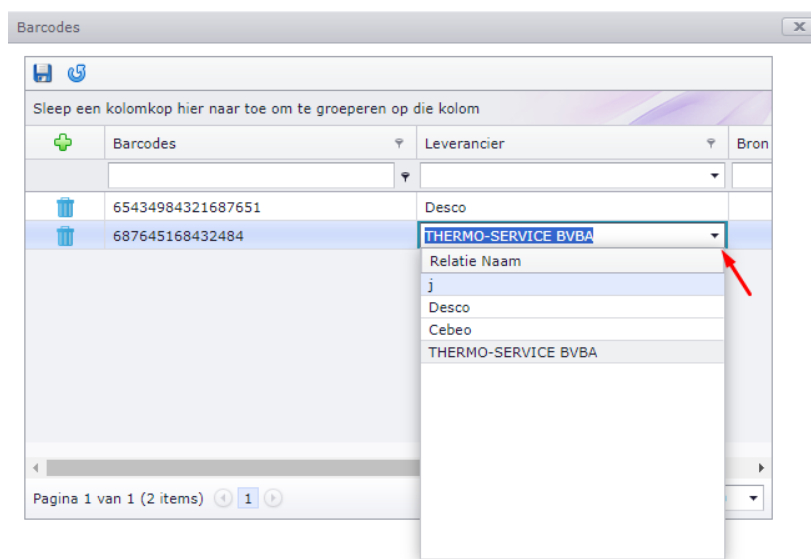 Barcodes
Sleep een kolomkop hier naar toe om te groeperen op die kolom
Barcodes Leverancier Bron
65434984321687651 Desco
687645168432484 THERMO-SERVICE BVBA
Relatie Naam
j
Desco
Cebeo
THERMO-SERVICE BVBA
Pagina 1 van 1 (2 items) 1